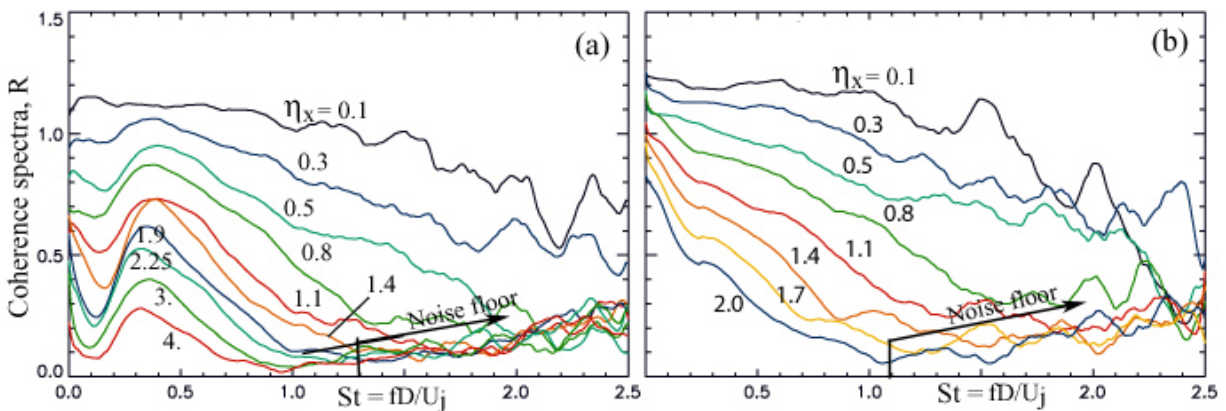 1.5
(a)
(b)
ηx = 0.1
ηx = 0.1
1.0
0.3
0.3
0.5
0.5
0.8
0.8
Coherence spectra, R
0.5
1.9
2.25
3.
4.
1.1
1.4
Noise floor
1.1
1.4
1.7
2.0
Noise floor
0.0
0.0 0.5 1.0 1.5 2.0 2.5
0.5 1.0 1.5 2.0 2.5
St = fD/Uj
St = fD/Uj